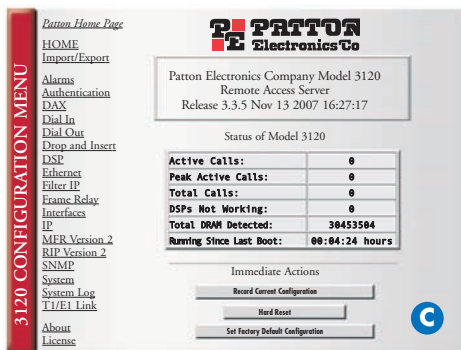 3120 CONFIGURATION MENU
Patton Home Page
HOME
Import/Export
Alarms
Authentication
DAX
Dial In
Dial Out
Drop and Insert
DSP
Ethernet
Filter IP
Frame Relay
Interfaces
IP
MFR Version 2
RIP Version 2
SNMP
System
System Log
T1/E1 Link
About
License
PE PATTON
Electronics Co
Patton Electronics Company Model 3120
Remote Access Server
Release 3.3.5 Nov 13 2007 16:27:17
Status of Model 3120
Active Calls: 0
Peak Active Calls: 0
Total Calls: 0
DSPs Not Working: 0
Total DRAM Detected: 30453504
Running Since Last Boot: 00:04:24 hours
Immediate Actions
Record Current Configuration
Hard Reset
Set Factory Default Configuration
C